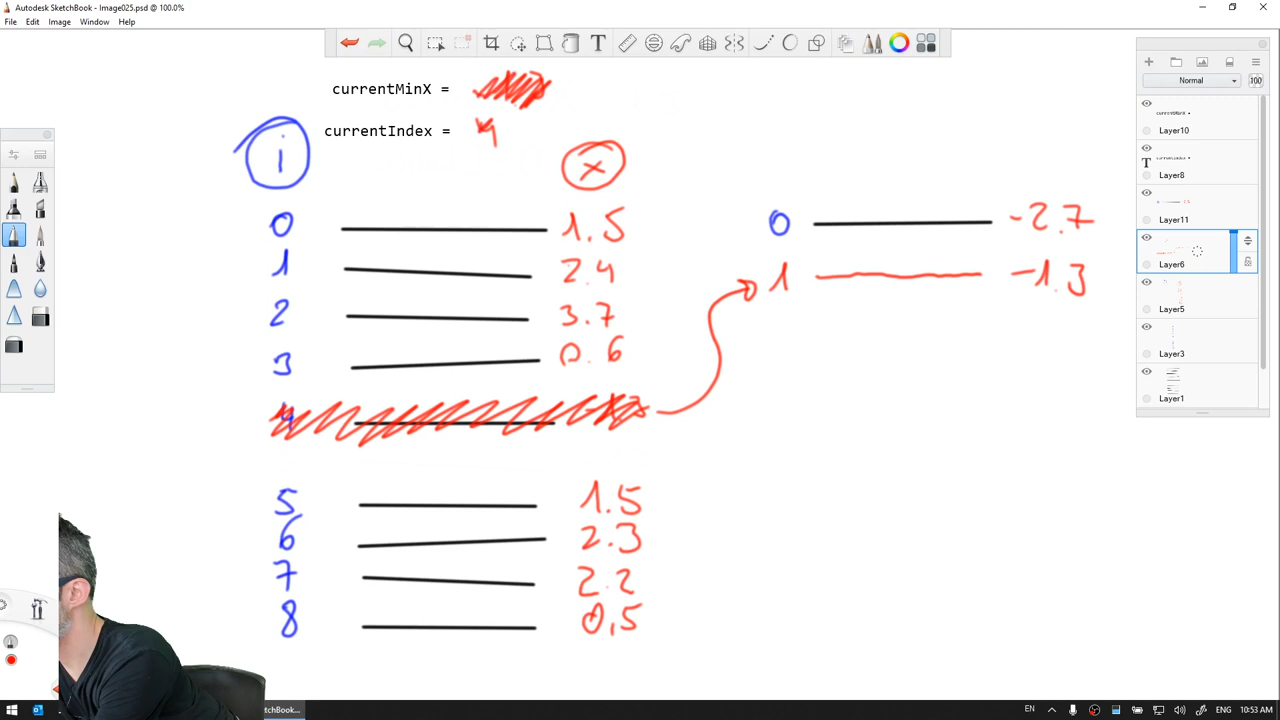 Autodesk SketchBook - Image025.psd @ 100.0%
File Edit Image Window Help
currentMinX =
currentIndex = 4
i x
0 1.5
1 2.4
2 3.7
3 0.6
4
5 1.5
6 2.3
7 2.2
8 0,5
0 -2.7
1 -1.3
Normal 100
Layer10
Layer8
Layer11
Layer6
Layer5
Layer3
Layer1
tchBook-...
EN 10:53 AM